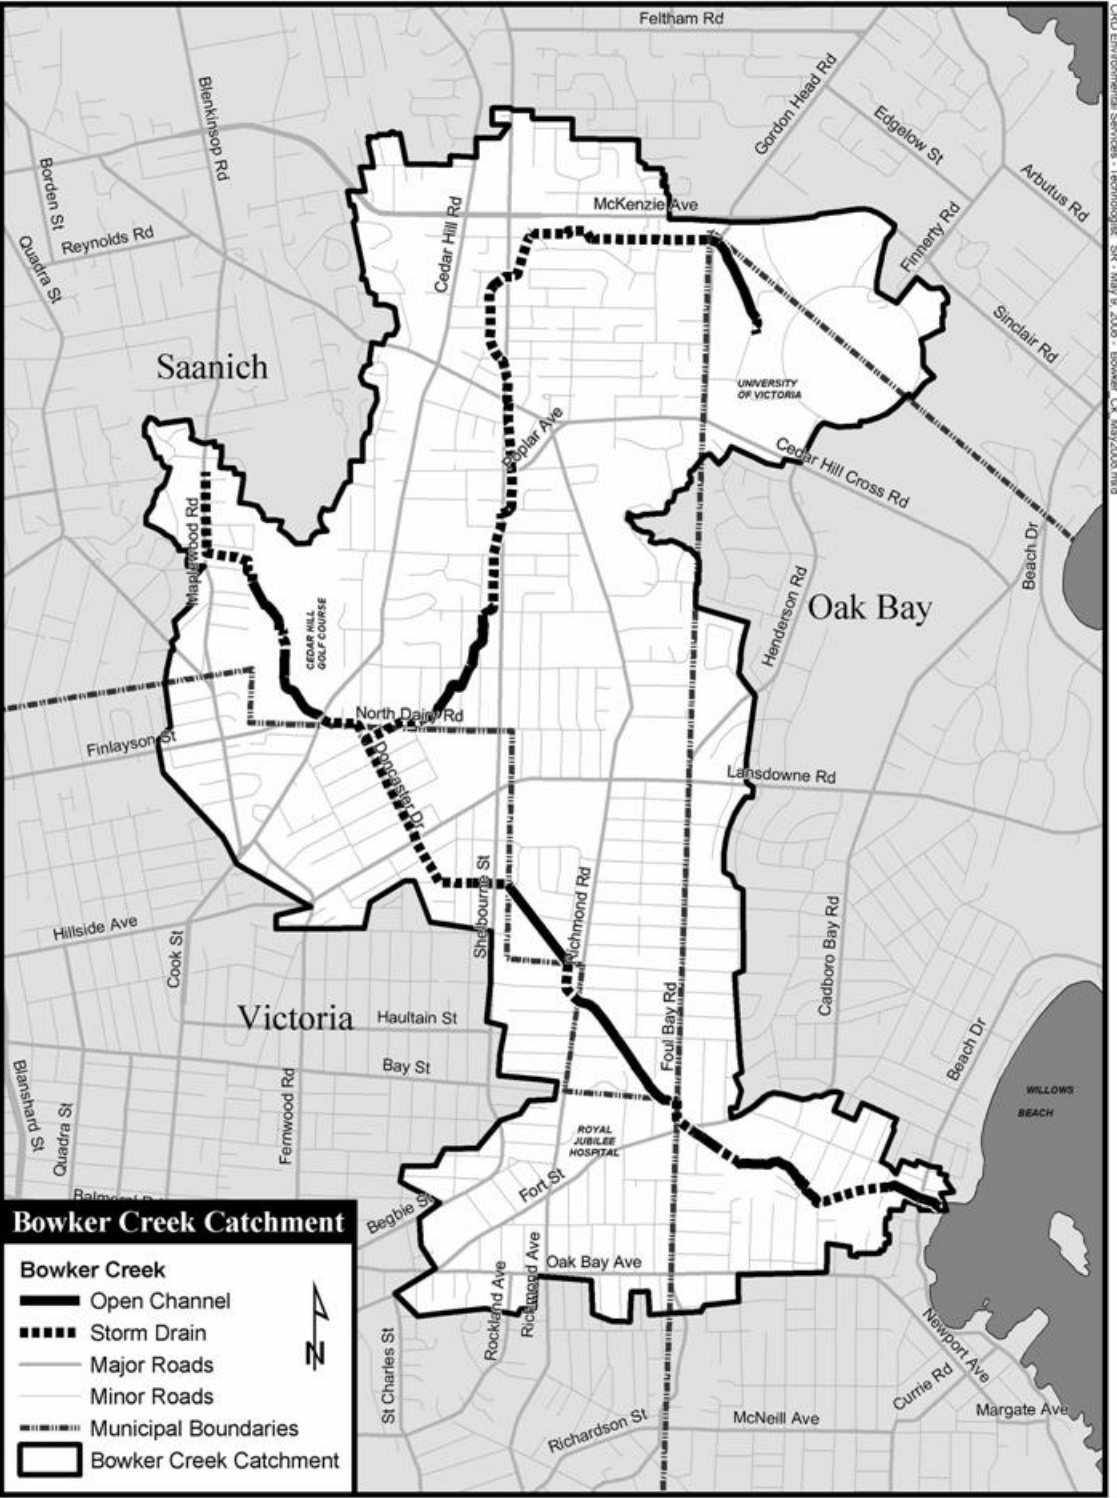 Feltham Rd
Gordon Head Rd
Blenkinsop Rd
Edgelow St
Borden St
Arbutus Rd
McKenzie Ave
Cedar Hill Rd
Finnerty Rd
Reynolds Rd
Quadra St
Sinclair Rd
Saanich
UNIVERSITY
OF VICTORIA
Poplar Ave
Cedar Hill Cross Rd
Maplewood Rd
Beach Dr
Henderson Rd
Oak Bay
CEDAR HILL
GOLF COURSE
North Dairy Rd
Finlayson St
Doncaster Dr
Lansdowne Rd
Shelbourne St
Richmond Rd
Hillside Ave
Cook St
Cadboro Bay Rd
Foul Bay Rd
Victoria
Haultain St
Beach Dr
Bay St
Blanshard St
Quadra St
Fernwood Rd
WILLOWS
BEACH
ROYAL
JUBILEE
HOSPITAL
Fort St
Begbie St
Oak Bay Ave
Rockland Ave
Richmond Ave
St Charles St
Newport Ave
Currie Rd
Margate Ave
McNeill Ave
Richardson St
Bowker Creek Catchment
Bowker Creek
Open Channel
Storm Drain
Major Roads
Minor Roads
Municipal Boundaries
Bowker Creek Catchment
N